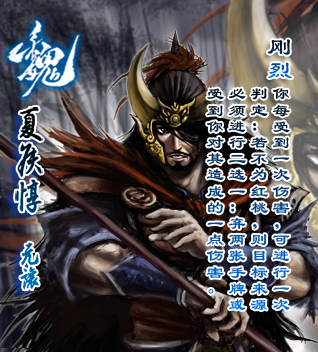 魏
夏侯惇
无谏
刚烈
你每受到一次伤害，可进行一次
判定：若不为红桃，则目标来源
必须进行二选一：弃两张手牌或
受到你对其造成的一点伤害。